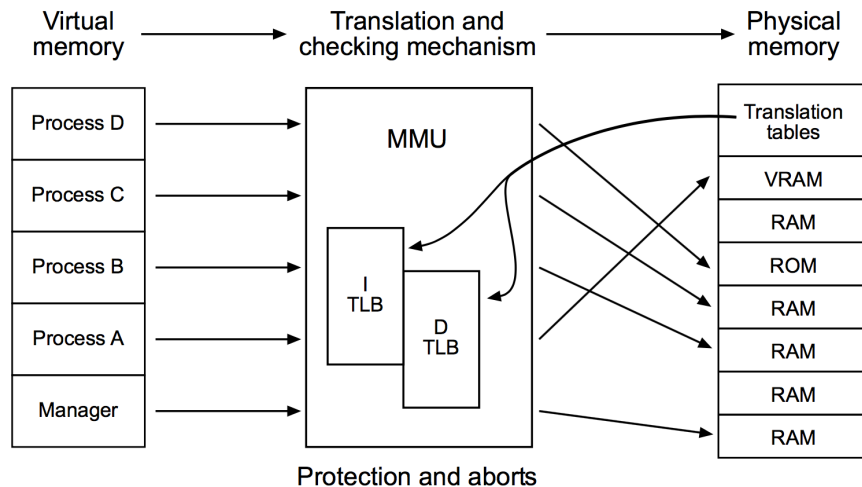 Virtual
memory
Translation and
checking mechanism
Physical
memory
Process D
Process C
Process B
Process A
Manager
MMU
I
TLB
D
TLB
Protection and aborts
Translation
tables
VRAM
RAM
ROM
RAM
RAM
RAM
RAM